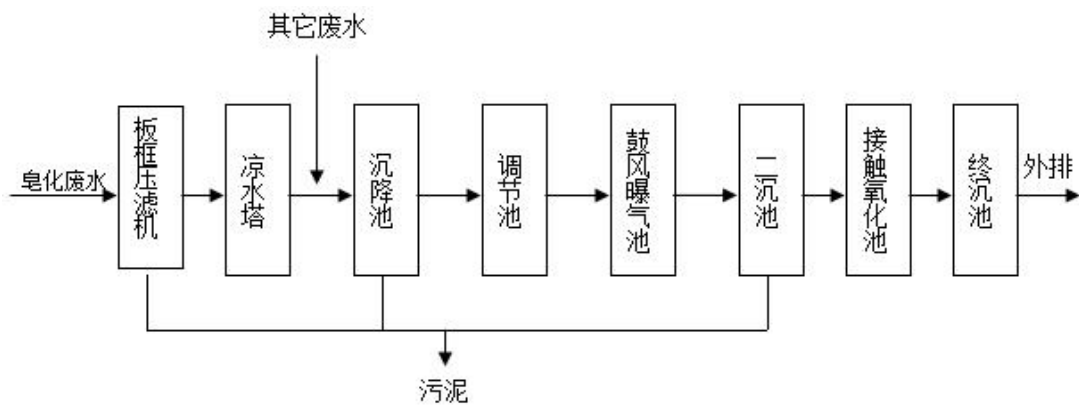 其它废水
皂化废水
板框压滤机
凉水塔
沉降池
调节池
鼓风曝气池
二沉池
接触氧化池
终沉池
外排
污泥